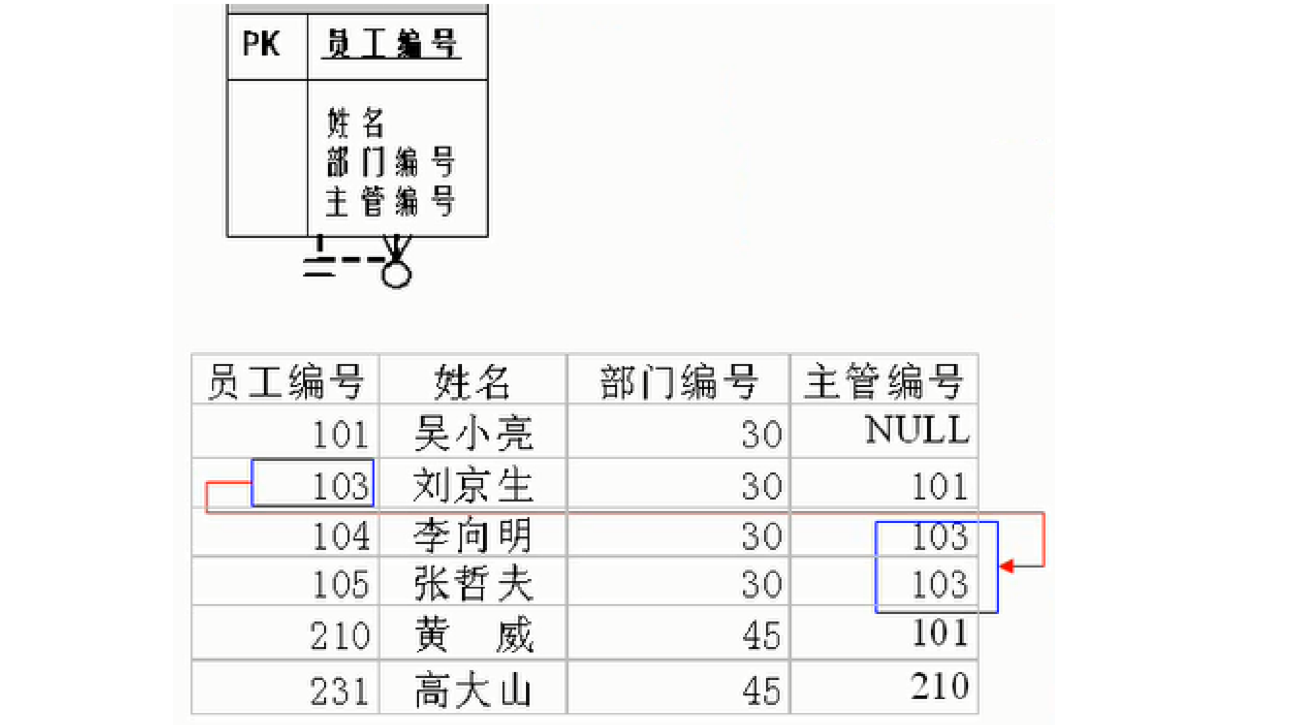 PK 员工编号
姓名
部门编号
主管编号
员工编号 姓名 部门编号 主管编号
101 吴小亮 30 NULL
103 刘京生 30 101
104 李向明 30 103
105 张哲夫 30 103
210 黄 威 45 101
231 高大山 45 210